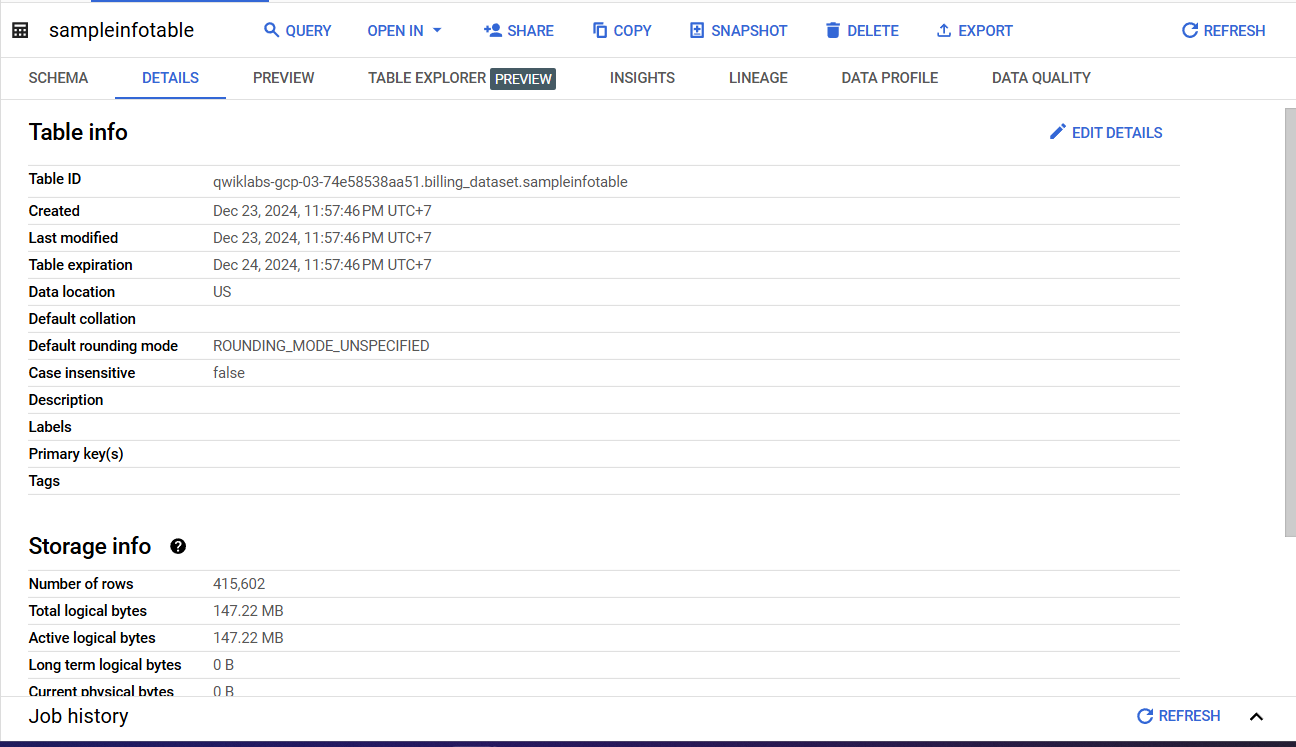 sampleinfotable QUERY OPEN IN SHARE COPY SNAPSHOT DELETE EXPORT REFRESH
SCHEMA DETAILS PREVIEW TABLE EXPLORER PREVIEW INSIGHTS LINEAGE DATA PROFILE DATA QUALITY
Table info EDIT DETAILS
Table ID qwiklabs-gcp-03-74e58538aa51.billing_dataset.sampleinfotable
Created Dec 23, 2024, 11:57:46 PM UTC+7
Last modified Dec 23, 2024, 11:57:46 PM UTC+7
Table expiration Dec 24, 2024, 11:57:46 PM UTC+7
Data location US
Default collation
Default rounding mode ROUNDING_MODE_UNSPECIFIED
Case insensitive false
Description
Labels
Primary key(s)
Tags
Storage info ?
Number of rows 415,602
Total logical bytes 147.22 MB
Active logical bytes 147.22 MB
Long term logical bytes 0 B
Current physical bytes 0 B
Job history REFRESH